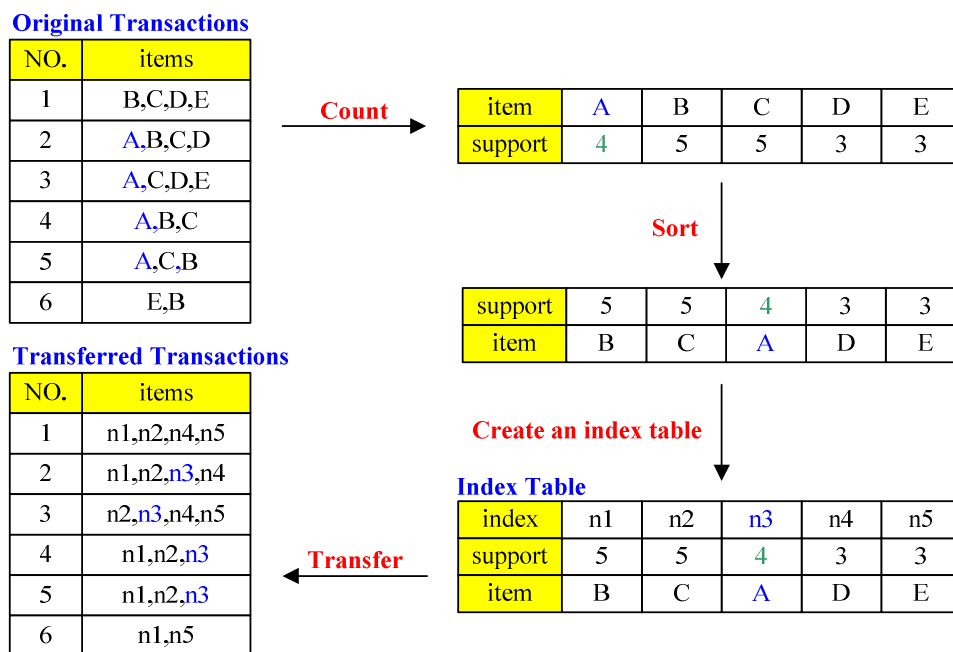 Original Transactions
NO. items
1 B,C,D,E
2 A,B,C,D
3 A,C,D,E
4 A,B,C
5 A,C,B
6 E,B
Count
item A B C D E
support 4 5 5 3 3
Sort
support 5 5 4 3 3
item B C A D E
Create an index table
Index Table
index n1 n2 n3 n4 n5
support 5 5 4 3 3
item B C A D E
Transfer
Transferred Transactions
NO. items
1 n1,n2,n4,n5
2 n1,n2,n3,n4
3 n2,n3,n4,n5
4 n1,n2,n3
5 n1,n2,n3
6 n1,n5